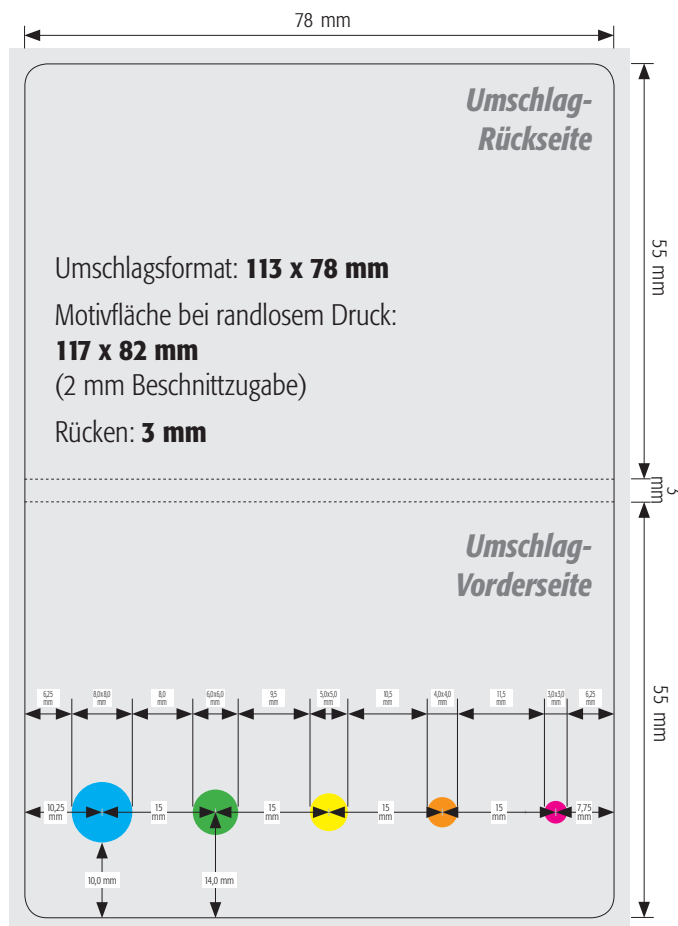 78 mm
Umschlag-
Rückseite
55 mm
Umschlagsformat: 113 x 78 mm
Motivfläche bei randlosem Druck:
117 x 82 mm
(2 mm Beschnittzugabe)
Rücken: 3 mm
3
mm
Umschlag-
Vorderseite
55 mm
6,25
mm
8,0x8,0
mm
8,0
mm
6,0x6,0
mm
9,5
mm
5,0x5,0
mm
10,5
mm
4,0x4,0
mm
11,5
mm
3,0x3,0
mm
6,25
mm
10,25
mm
15
mm
15
mm
15
mm
15
mm
7,75
mm
10,0 mm
14,0 mm